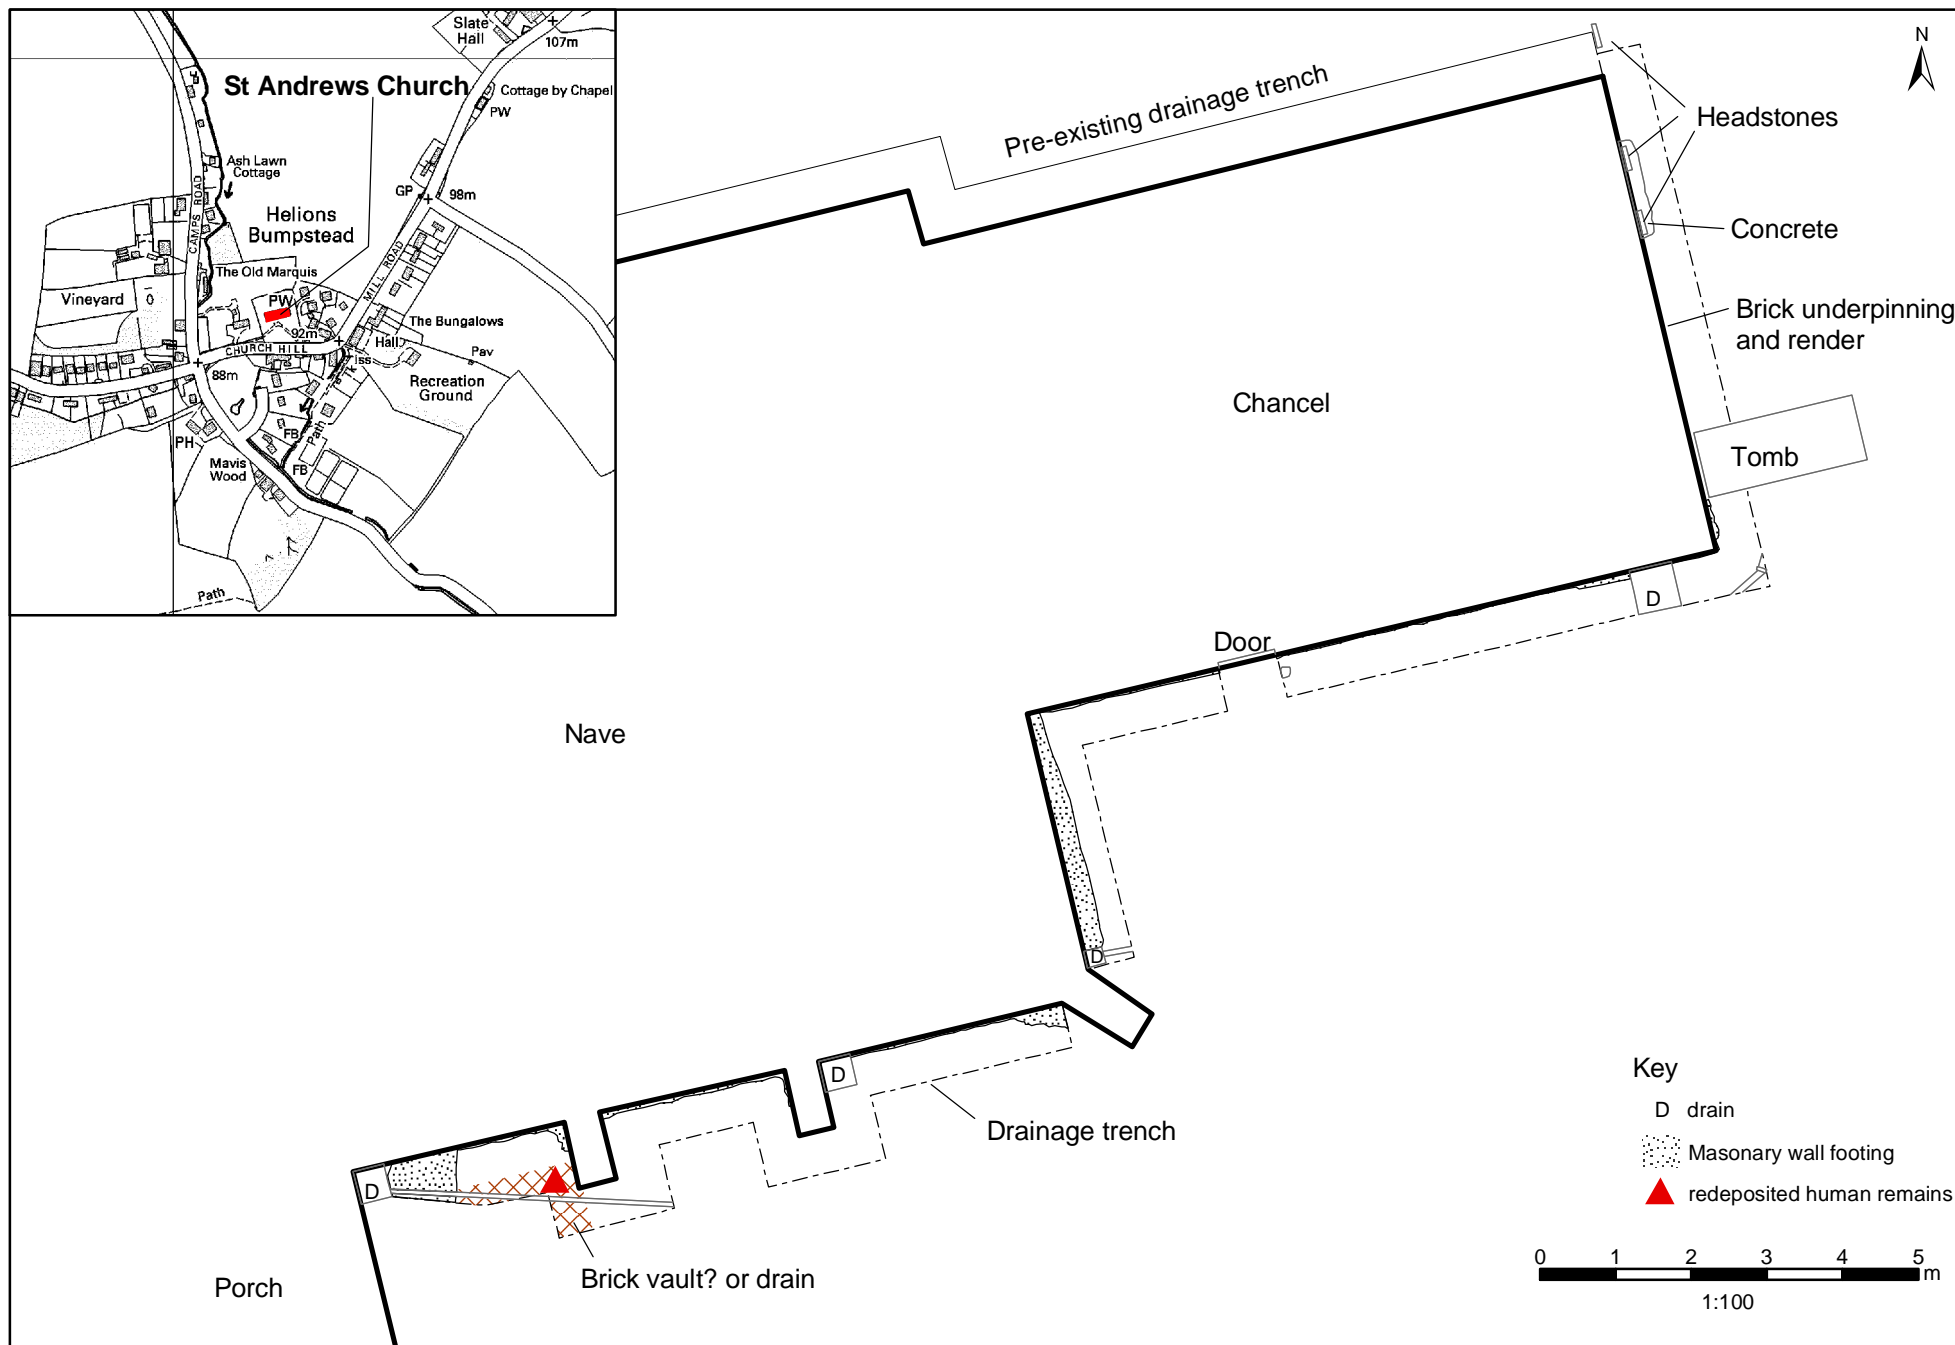 Slate
Hall
107m
St Andrews Church
Cottage by Chapel
PW
Ash Lawn
Cottage
CAMPS ROAD
GP
98m
Helions
Bumpstead
MILL ROAD
The Old Marquis
Vineyard
PW
92m
The Bungalows
Hall
CHURCH HILL
Iss
Pav
Tk
88m
Recreation
Ground
Path
FB
PH
FB
Mavis
Wood
Path
N
Pre-existing drainage trench
Headstones
Concrete
Brick underpinning
and render
Chancel
Tomb
D
Door
Nave
D
D
Drainage trench
D
Brick vault? or drain
Porch
Key
D drain
Masonary wall footing
redeposited human remains
0 1 2 3 4 5
m
1:100